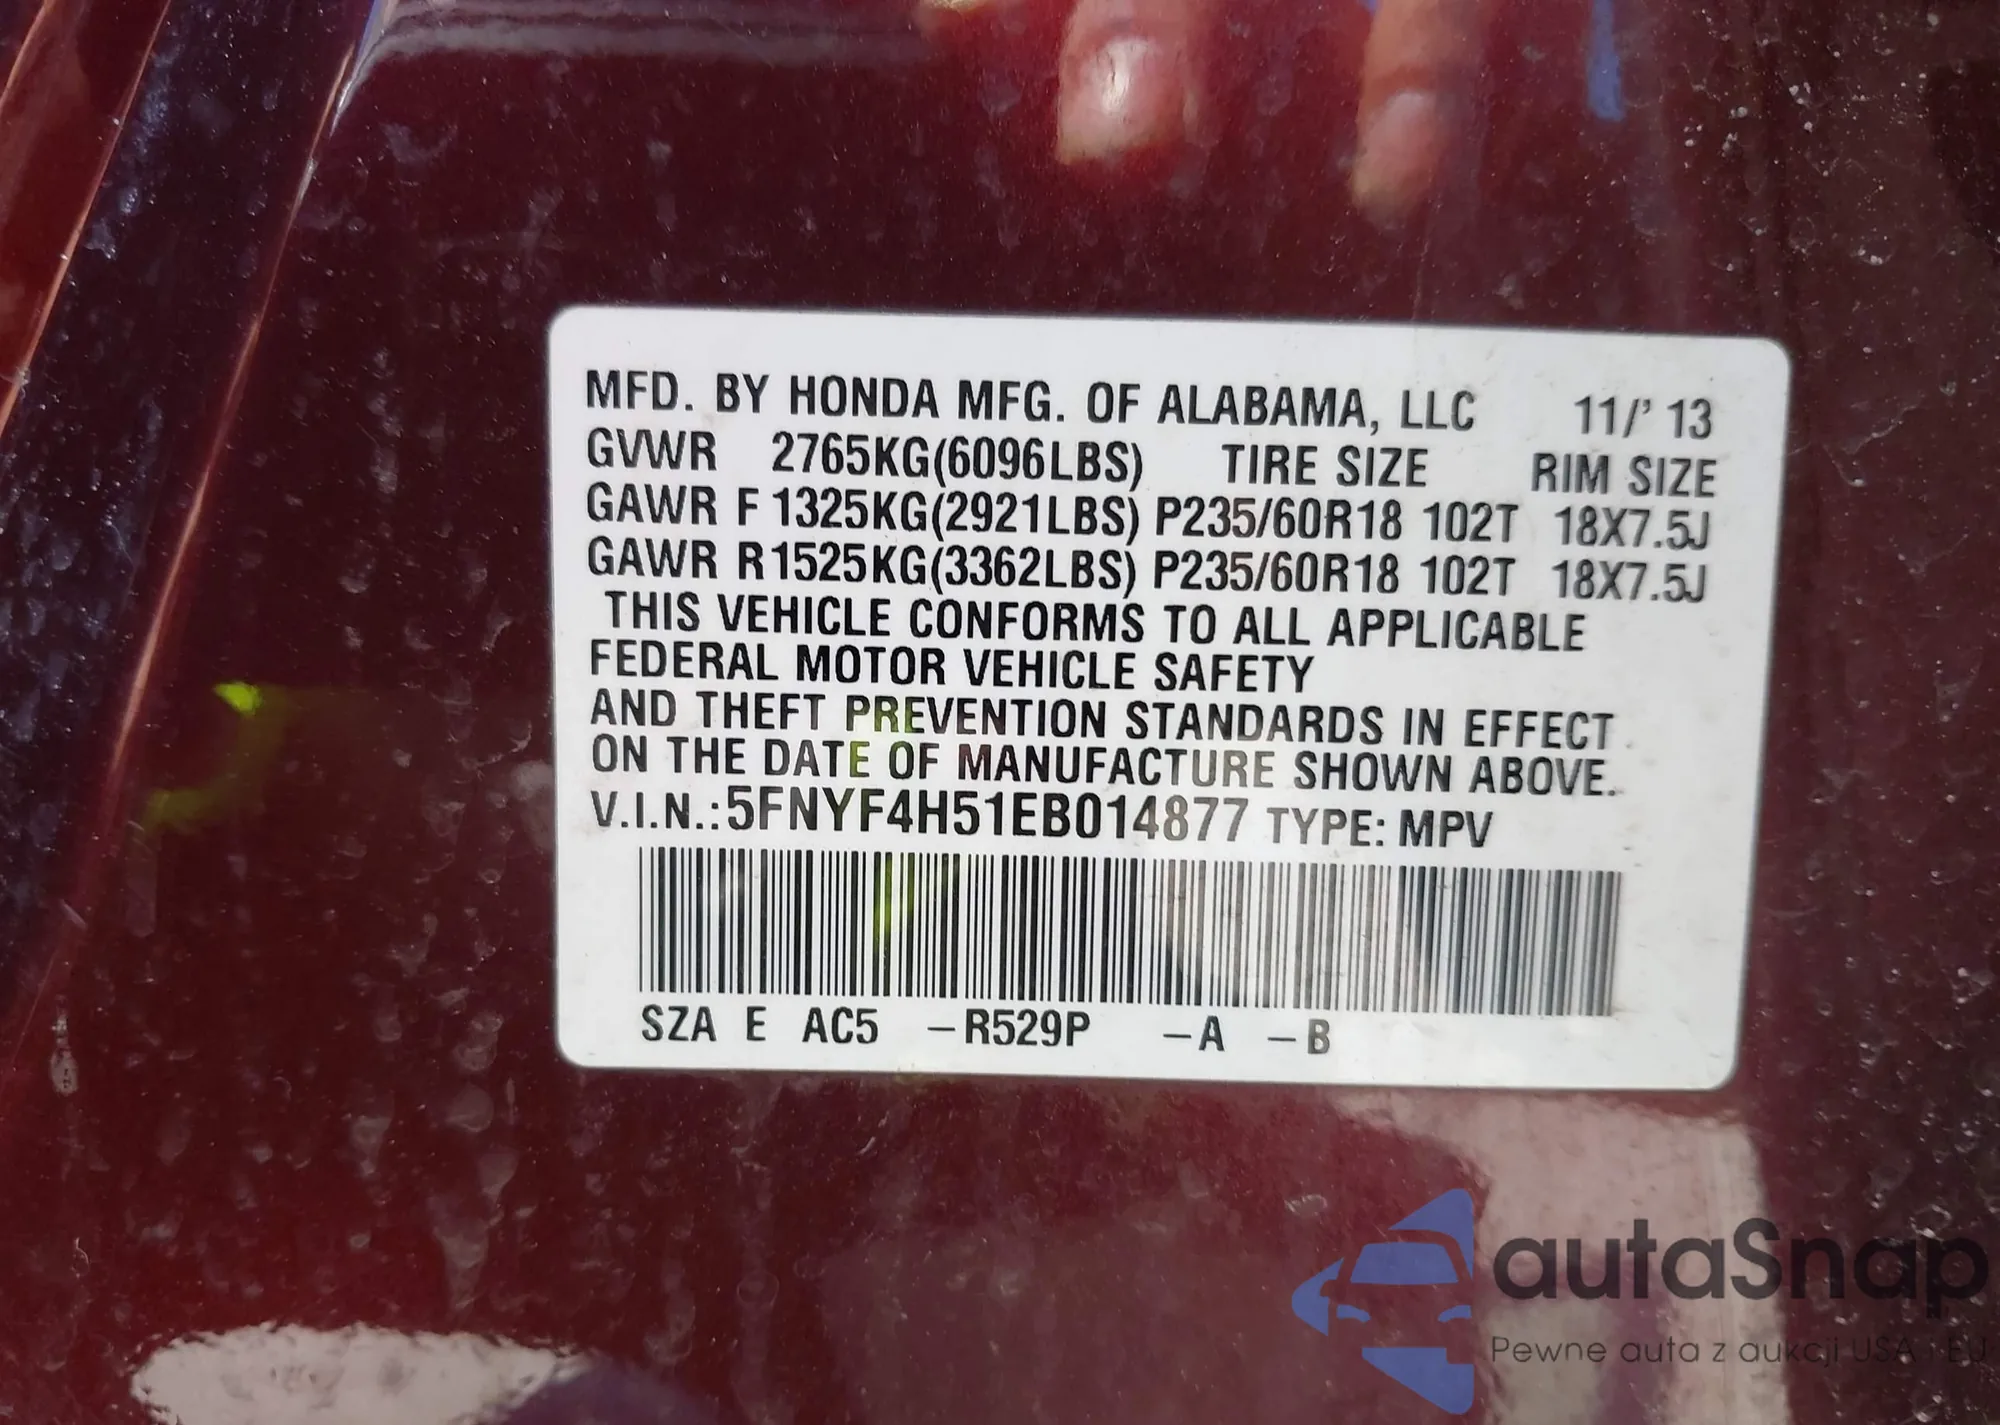 MFD. BY HONDA MFG. OF ALABAMA, LLC 11/' 13
GVWR 2765KG(6096LBS) TIRE SIZE RIM SIZE
GAWR F 1325KG(2921LBS) P235/60R18 102T 18X7.5J
GAWR R 1525KG(3362LBS) P235/60R18 102T 18X7.5J
THIS VEHICLE CONFORMS TO ALL APPLICABLE
FEDERAL MOTOR VEHICLE SAFETY
AND THEFT PREVENTION STANDARDS IN EFFECT
ON THE DATE OF MANUFACTURE SHOWN ABOVE.
V.I.N.: 5FNYF4H51EB014877 TYPE: MPV
SZA E AC5 –R529P –A –B
autaSnap
Pewne auta z aukcji USA i EU